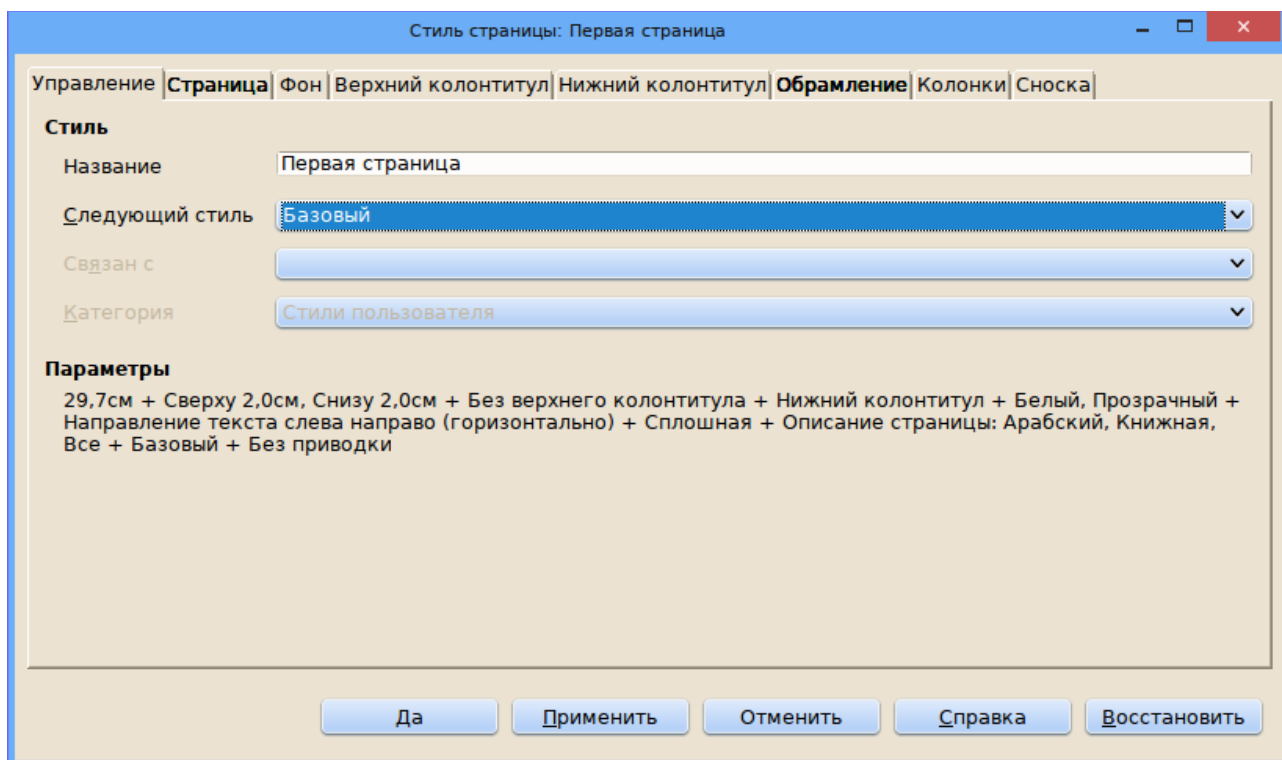 Стиль страницы: Первая страница
Управление Страница Фон Верхний колонтитул Нижний колонтитул Обрамление Колонки Сноска
Стиль
Название Первая страница
Следующий стиль Базовый
Связан с
Категория Стили пользователя
Параметры
29,7см + Сверху 2,0см, Снизу 2,0см + Без верхнего колонтитула + Нижний колонтитул + Белый, Прозрачный +
Направление текста слева направо (горизонтально) + Сплошная + Описание страницы: Арабский, Книжная,
Все + Базовый + Без приводки
Да Применить Отменить Справка Восстановить